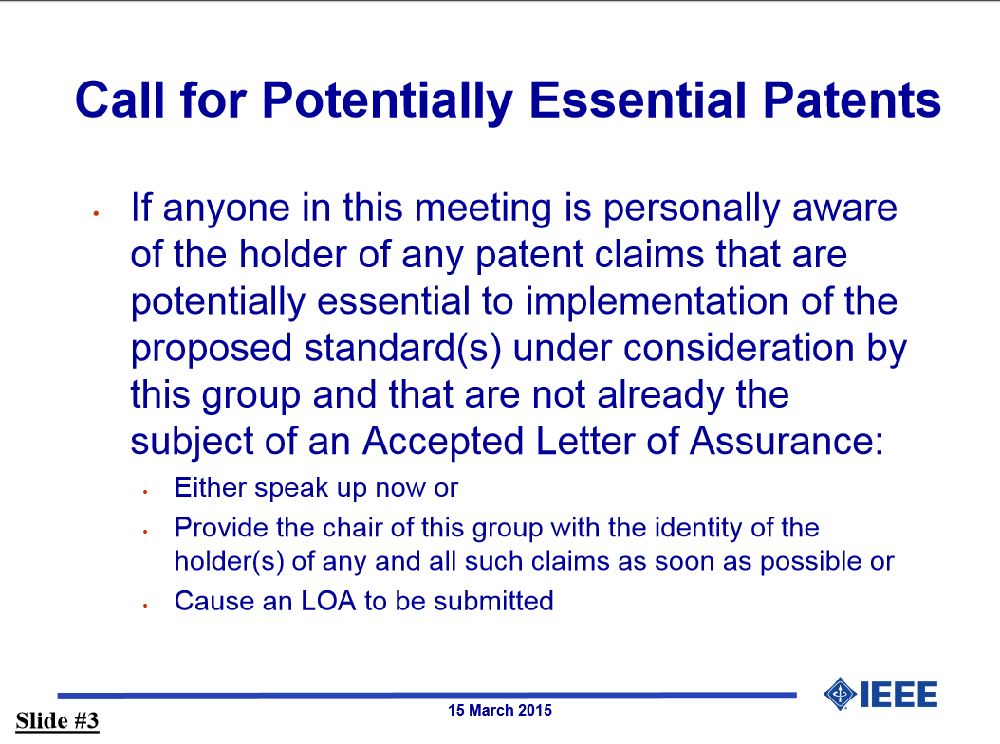 Call for Potentially Essential Patents
• If anyone in this meeting is personally aware
of the holder of any patent claims that are
potentially essential to implementation of the
proposed standard(s) under consideration by
this group and that are not already the
subject of an Accepted Letter of Assurance:
• Either speak up now or
• Provide the chair of this group with the identity of the
holder(s) of any and all such claims as soon as possible or
• Cause an LOA to be submitted
IEEE
15 March 2015
Slide #3